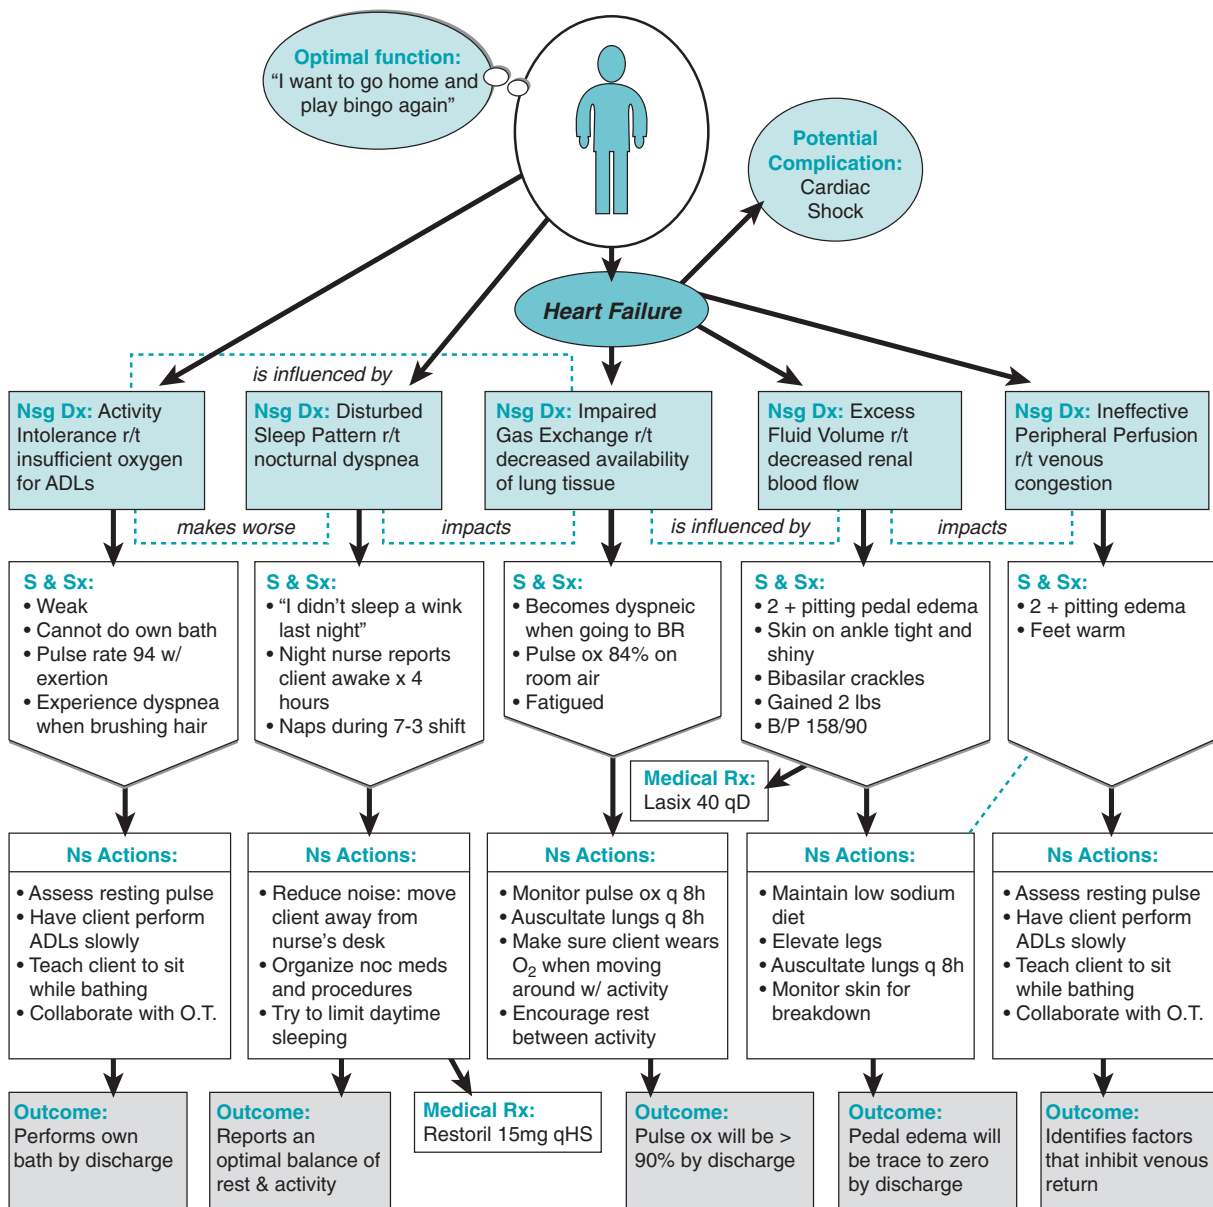 Optimal function:
“I want to go home and
play bingo again”
Potential
Complication:
Cardiac
Shock
Heart Failure
is influenced by
Nsg Dx: Activity
Intolerance r/t
insufficient oxygen
for ADLs
Nsg Dx: Disturbed
Sleep Pattern r/t
nocturnal dyspnea
Nsg Dx: Impaired
Gas Exchange r/t
decreased availability
of lung tissue
Nsg Dx: Excess
Fluid Volume r/t
decreased renal
blood flow
Nsg Dx: Ineffective
Peripheral Perfusion
r/t venous
congestion
makes worse
impacts
is influenced by
impacts
S & Sx:
• Weak
• Cannot do own bath
• Pulse rate 94 w/
exertion
• Experience dyspnea
when brushing hair
S & Sx:
• “I didn’t sleep a wink
last night”
• Night nurse reports
client awake x 4
hours
• Naps during 7-3 shift
S & Sx:
• Becomes dyspneic
when going to BR
• Pulse ox 84% on
room air
• Fatigued
S & Sx:
• 2 + pitting pedal edema
• Skin on ankle tight and
shiny
• Bibasilar crackles
• Gained 2 lbs
• B/P 158/90
S & Sx:
• 2 + pitting edema
• Feet warm
Medical Rx:
Lasix 40 qD
Ns Actions:
• Assess resting pulse
• Have client perform
ADLs slowly
• Teach client to sit
while bathing
• Collaborate with O.T.
Ns Actions:
• Reduce noise: move
client away from
nurse’s desk
• Organize noc meds
and procedures
• Try to limit daytime
sleeping
Ns Actions:
• Monitor pulse ox q 8h
• Auscultate lungs q 8h
• Make sure client wears
O2 when moving
around w/ activity
• Encourage rest
between activity
Ns Actions:
• Maintain low sodium
diet
• Elevate legs
• Auscultate lungs q 8h
• Monitor skin for
breakdown
Ns Actions:
• Assess resting pulse
• Have client perform
ADLs slowly
• Teach client to sit
while bathing
• Collaborate with O.T.
Outcome:
Performs own
bath by discharge
Outcome:
Reports an
optimal balance of
rest & activity
Medical Rx:
Restoril 15mg qHS
Outcome:
Pulse ox will be >
90% by discharge
Outcome:
Pedal edema will
be trace to zero
by discharge
Outcome:
Identifies factors
that inhibit venous
return